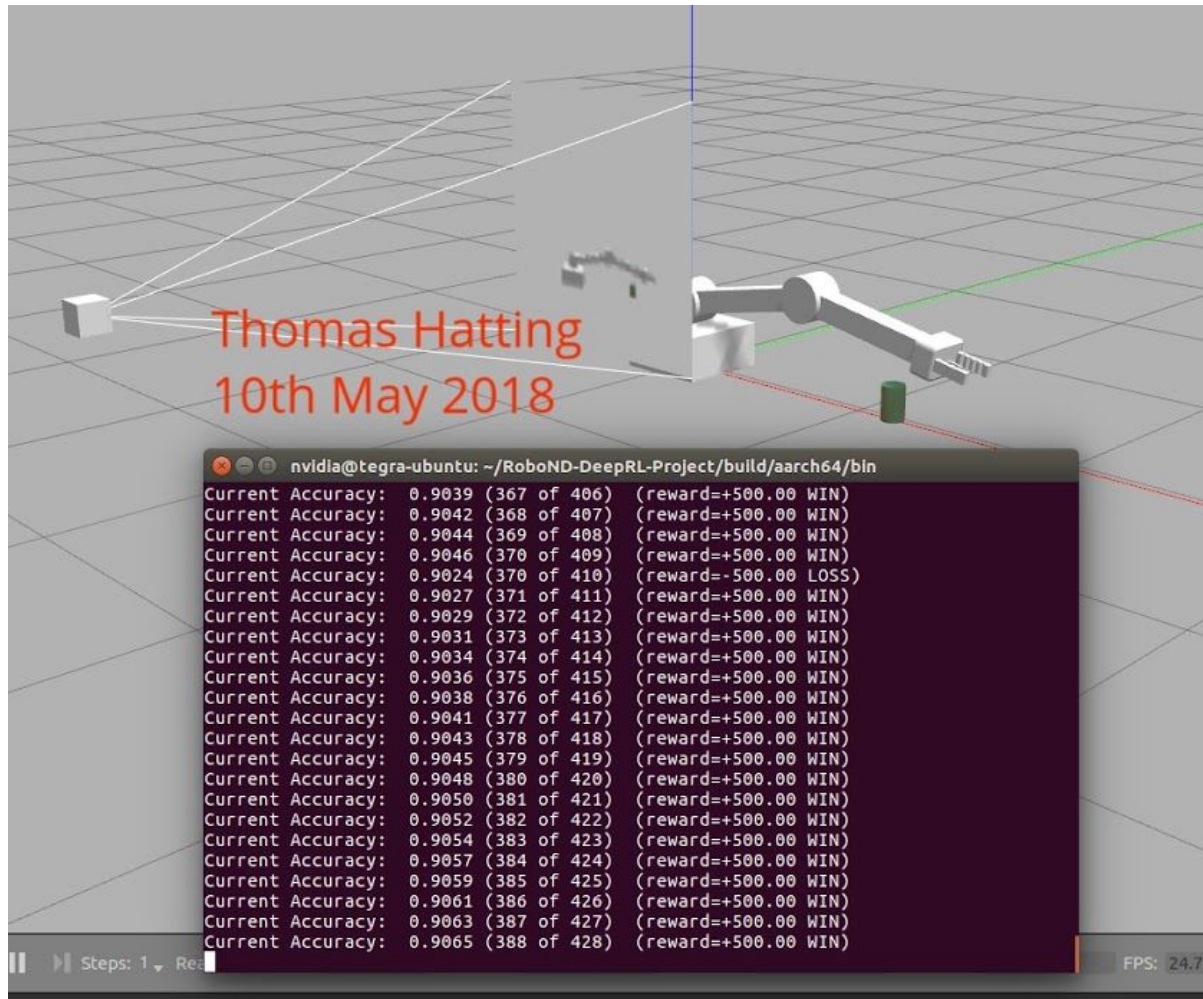 Thomas Hatting
10th May 2018
nvidia@tegra-ubuntu: ~/RoboND-DeepRL-Project/build/aarch64/bin
Current Accuracy:  0.9039 (367 of 406)  (reward=+500.00 WIN)
Current Accuracy:  0.9042 (368 of 407)  (reward=+500.00 WIN)
Current Accuracy:  0.9044 (369 of 408)  (reward=+500.00 WIN)
Current Accuracy:  0.9046 (370 of 409)  (reward=+500.00 WIN)
Current Accuracy:  0.9024 (370 of 410)  (reward=-500.00 LOSS)
Current Accuracy:  0.9027 (371 of 411)  (reward=+500.00 WIN)
Current Accuracy:  0.9029 (372 of 412)  (reward=+500.00 WIN)
Current Accuracy:  0.9031 (373 of 413)  (reward=+500.00 WIN)
Current Accuracy:  0.9034 (374 of 414)  (reward=+500.00 WIN)
Current Accuracy:  0.9036 (375 of 415)  (reward=+500.00 WIN)
Current Accuracy:  0.9038 (376 of 416)  (reward=+500.00 WIN)
Current Accuracy:  0.9041 (377 of 417)  (reward=+500.00 WIN)
Current Accuracy:  0.9043 (378 of 418)  (reward=+500.00 WIN)
Current Accuracy:  0.9045 (379 of 419)  (reward=+500.00 WIN)
Current Accuracy:  0.9048 (380 of 420)  (reward=+500.00 WIN)
Current Accuracy:  0.9050 (381 of 421)  (reward=+500.00 WIN)
Current Accuracy:  0.9052 (382 of 422)  (reward=+500.00 WIN)
Current Accuracy:  0.9054 (383 of 423)  (reward=+500.00 WIN)
Current Accuracy:  0.9057 (384 of 424)  (reward=+500.00 WIN)
Current Accuracy:  0.9059 (385 of 425)  (reward=+500.00 WIN)
Current Accuracy:  0.9061 (386 of 426)  (reward=+500.00 WIN)
Current Accuracy:  0.9063 (387 of 427)  (reward=+500.00 WIN)
Current Accuracy:  0.9065 (388 of 428)  (reward=+500.00 WIN)
Steps: 1 FPS: 24.7